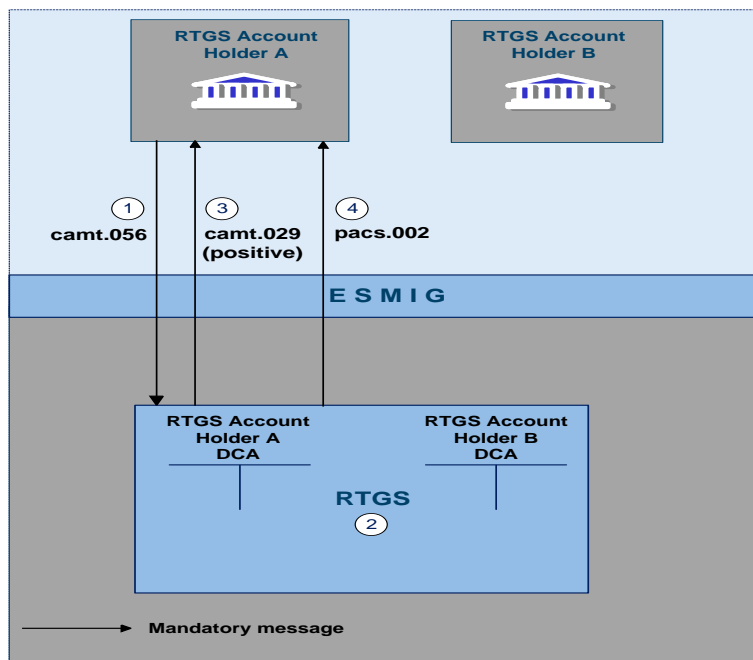 RTGS Account
Holder A
RTGS Account
Holder B
1
camt.056
3
camt.029
(positive)
4
pacs.002
E S M I G
RTGS Account
Holder A
DCA
RTGS Account
Holder B
DCA
RTGS
2
Mandatory message